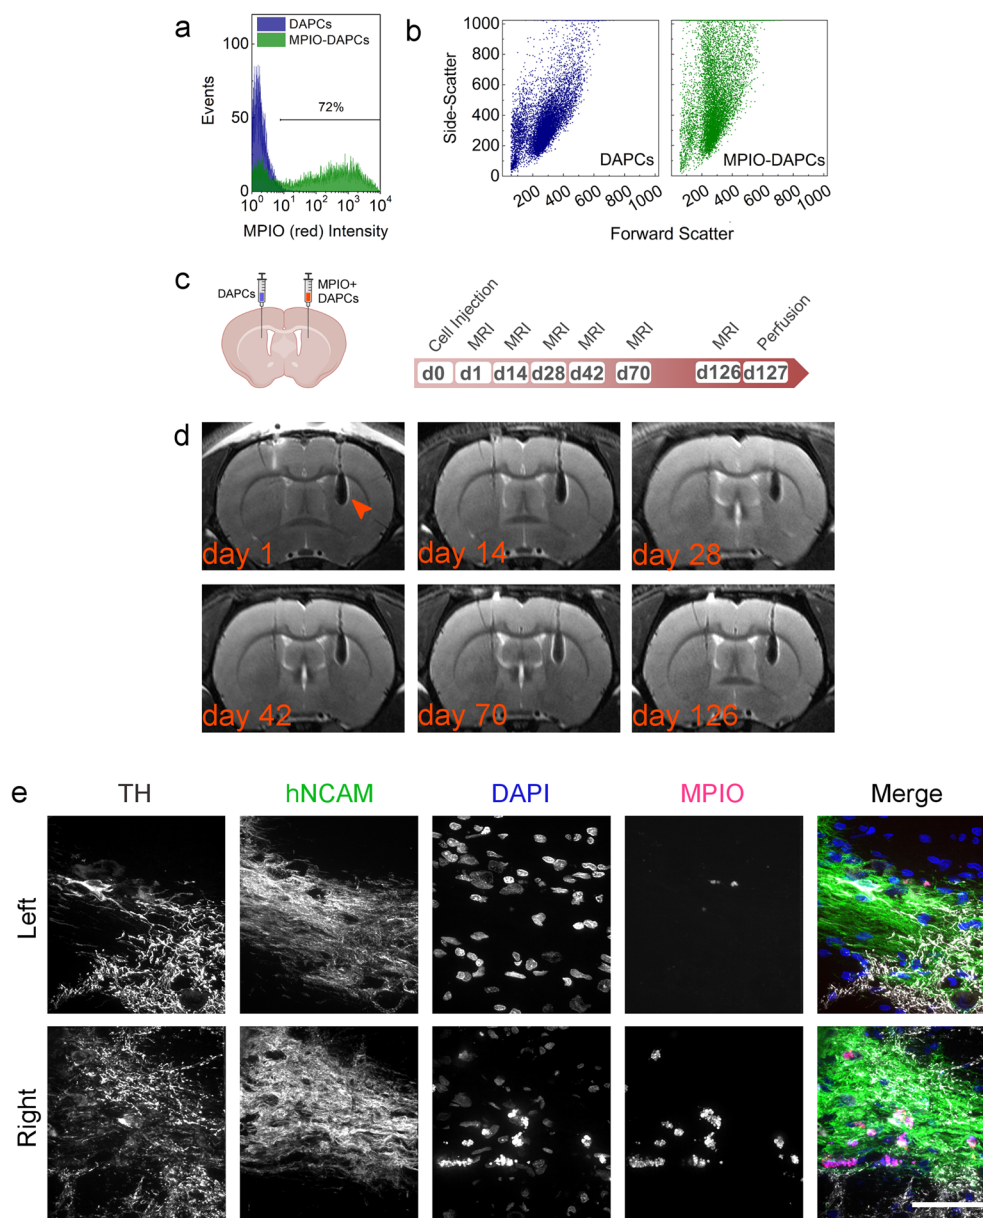 a
DAPCs
MPIO-DAPCs
Events
100
50
0
72%
10⁰ 10¹ 10² 10³ 10⁴
MPIO (red) Intensity
b
Side-Scatter
1000
800
600
400
200
0
DAPCs
MPIO-DAPCs
200 400 600 800 1000
200 400 600 800 1000
Forward Scatter
c
DAPCs
MPIO+
DAPCs
Cell Injection
MRI
MRI
MRI
MRI
MRI
MRI
Perfusion
d0 d1 d14 d28 d42 d70 d126 d127
d
day 1
day 14
day 28
day 42
day 70
day 126
e
TH hNCAM DAPI MPIO Merge
Left
Right